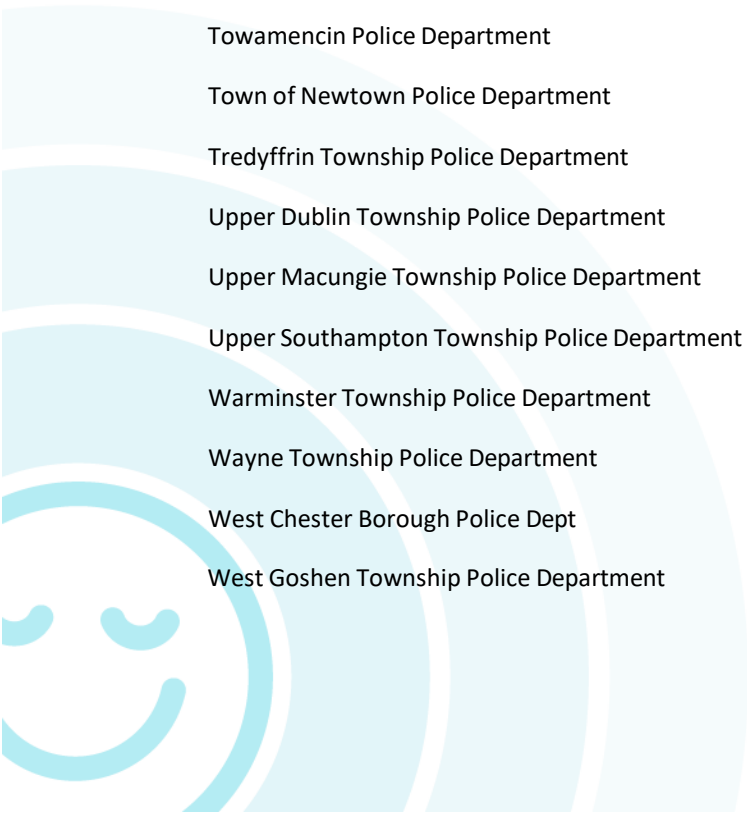 Towamencin Police Department
Town of Newtown Police Department
Tredyffrin Township Police Department
Upper Dublin Township Police Department
Upper Macungie Township Police Department
Upper Southampton Township Police Department
Warminster Township Police Department
Wayne Township Police Department
West Chester Borough Police Dept
West Goshen Township Police Department